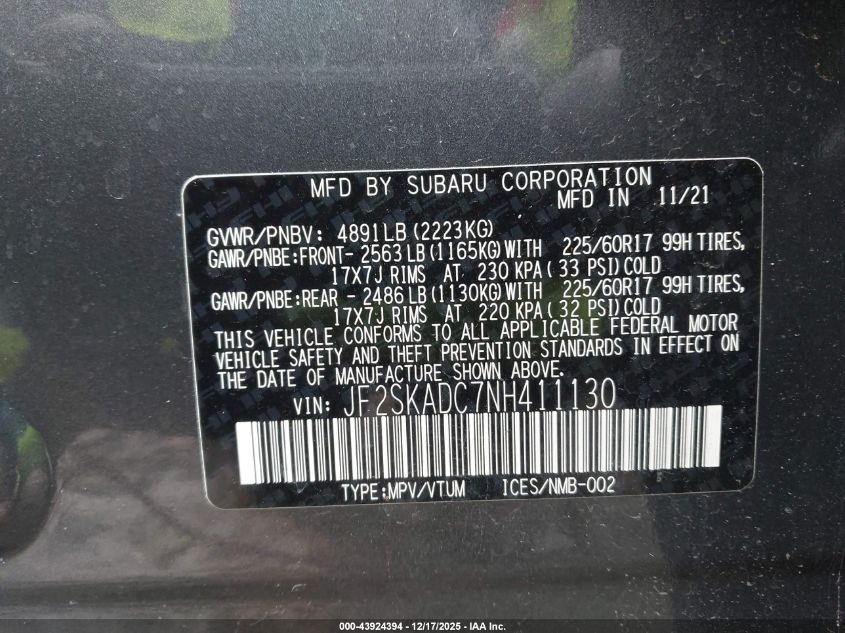 MFD BY SUBARU CORPORATION
MFD IN 11/21
GVWR/PNBV: 4891LB (2223KG)
GAWR/PNBE:FRONT- 2563LB (1165KG)WITH 225/60R17 99H TIRES,
17X7J RIMS AT 230 KPA( 33 PSI)COLD
GAWR/PNBE:REAR - 2486LB (1130KG)WITH 225/60R17 99H TIRES,
17X7J RIMS AT 220 KPA( 32 PSI)COLD
THIS VEHICLE CONFORMS TO ALL APPLICABLE FEDERAL MOTOR
VEHICLE SAFETY AND THEFT PREVENTION STANDARDS IN EFFECT ON
THE DATE OF MANUFACTURE SHOWN ABOVE.
VIN: JF2SKADC7NH411130
TYPE:MPV/VTUM ICES/NMB-002
000-43924394 - 12/17/2025 - IAA Inc.